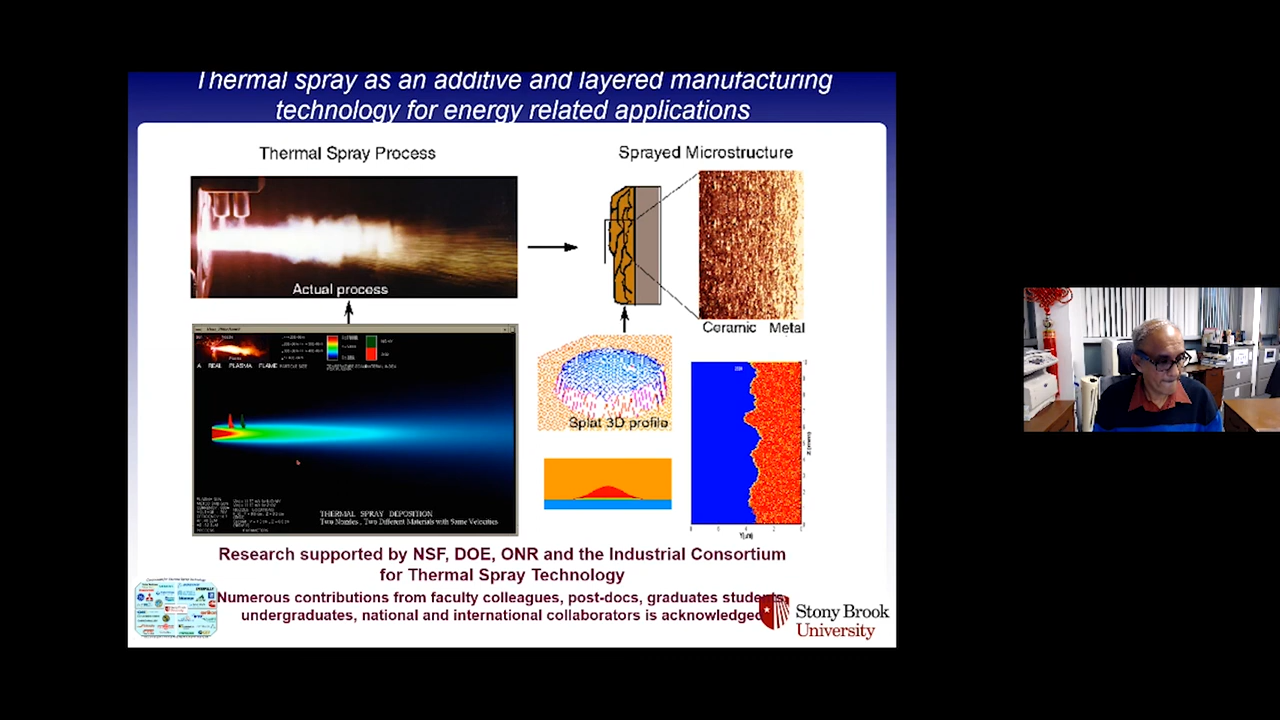 Thermal spray as an additive and layered manufacturing
technology for energy related applications
Thermal Spray Process
Sprayed Microstructure
Actual process
Ceramic Metal
A REAL PLASMA FLAME
Splat 3D profile
THERMAL SPRAY DEPOSITION
Two Nozzles , Two Different Materials with Same Velocities
Research supported by NSF, DOE, ONR and the Industrial Consortium
for Thermal Spray Technology
Numerous contributions from faculty colleagues, post-docs, graduates students,
undergraduates, national and international collaborators is acknowledged
Stony Brook
University